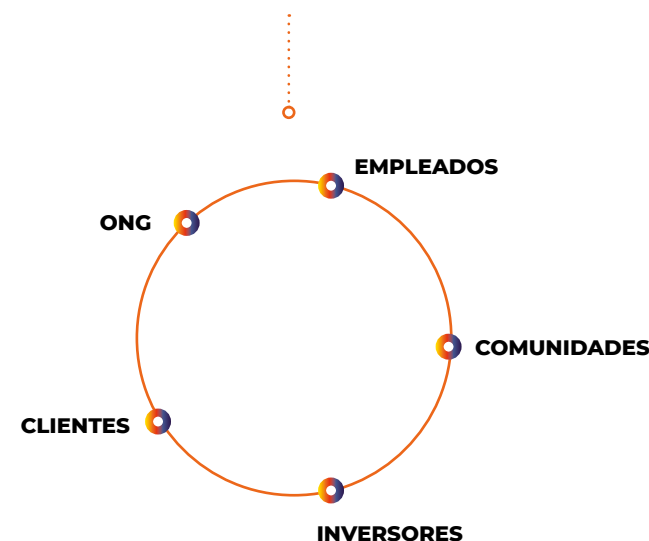 EMPLEADOS
ONG
COMUNIDADES
CLIENTES
INVERSORES